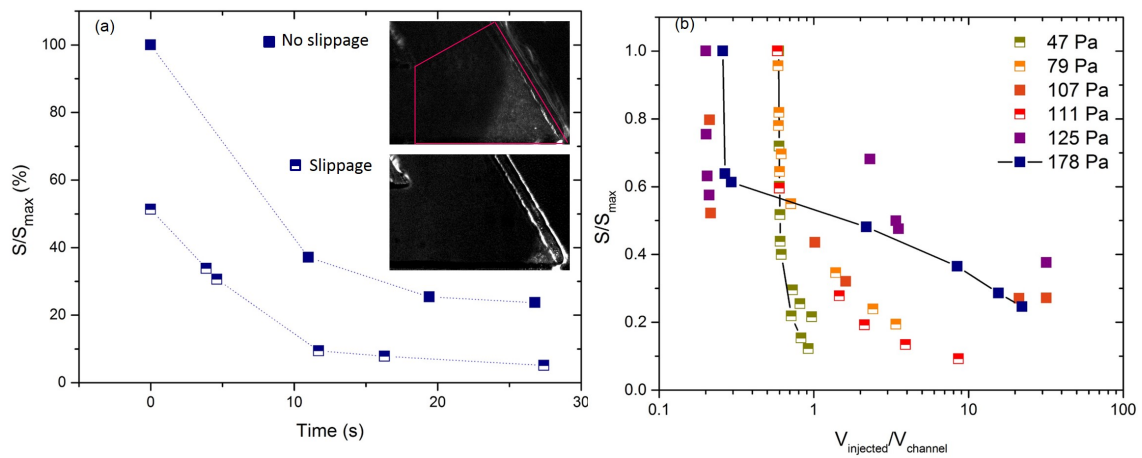 (a)
No slippage
Slippage
100
80
60
40
20
0
S/Smax (%)
0 10 20 30
Time (s)
(b)
47 Pa
79 Pa
107 Pa
111 Pa
125 Pa
178 Pa
1.0
0.8
0.6
0.4
0.2
0.0
S/Smax
0.1 1 10 100
Vinjected/Vchannel